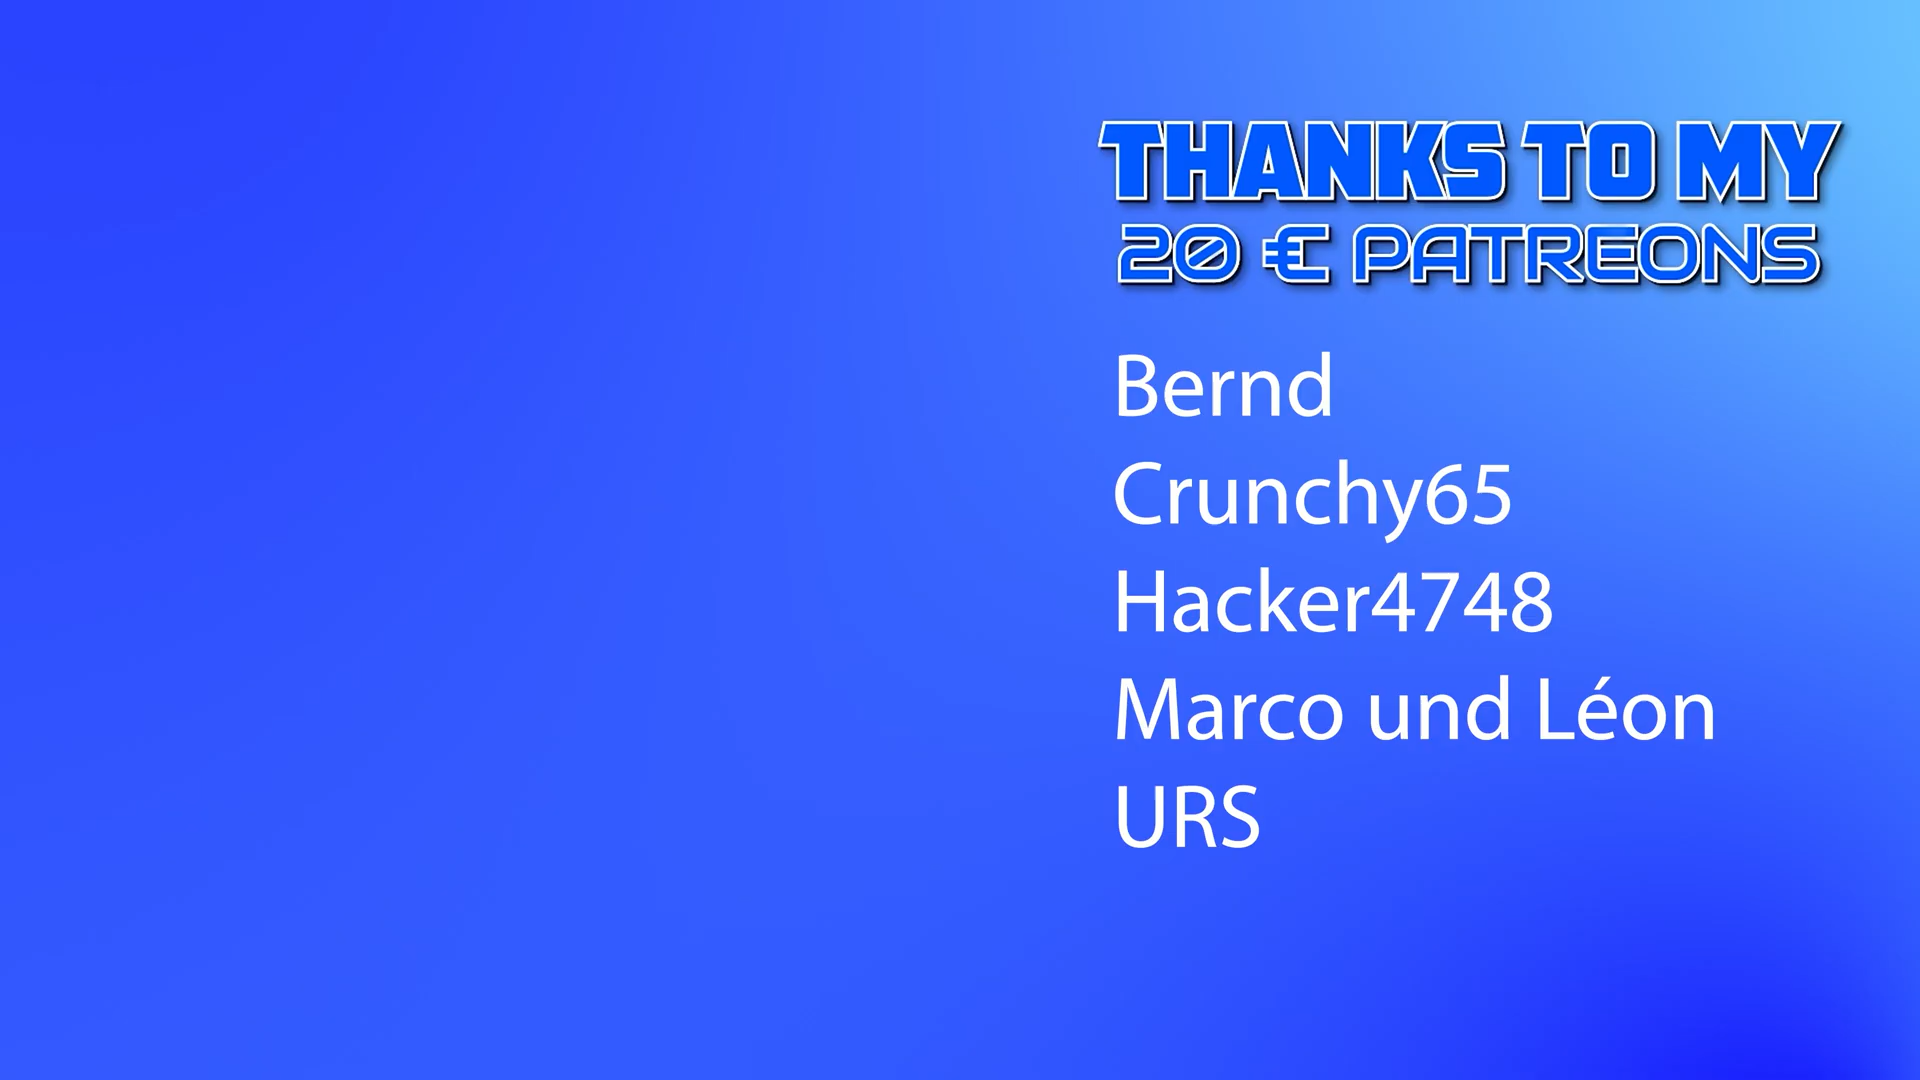 THANKS TO MY
20 € PATREONS
Bernd
Crunchy65
Hacker4748
Marco und Léon
URS